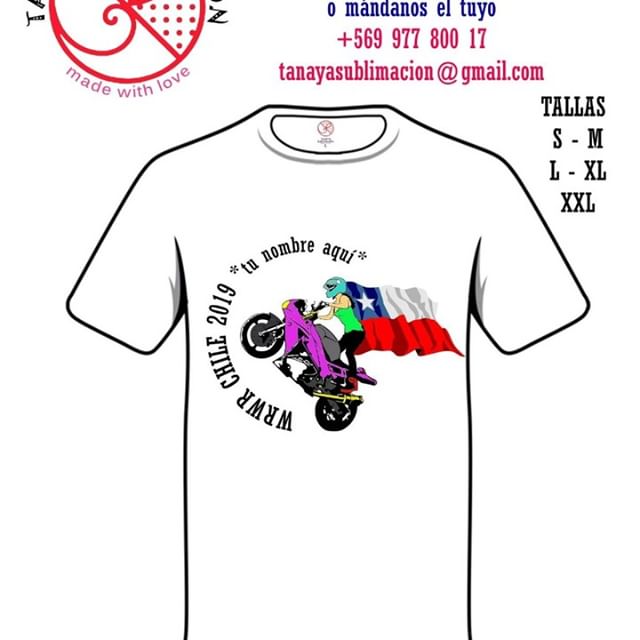 o mándanos el tuyo
+569 977 800 17
tanayasublimacion@gmail.com
made with love
TALLAS
S - M
L - XL
XXL
WRWR CHILE 2019 *tu nombre aquí*